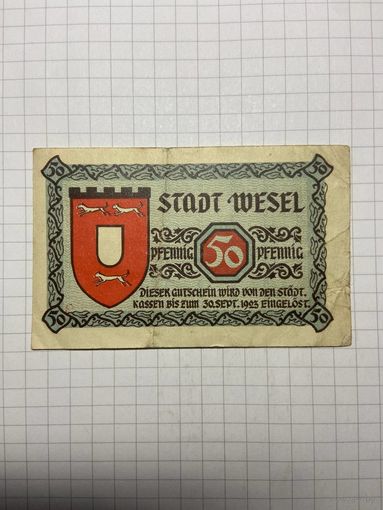 50 50
STADT WESEL
PFENNIG 50 PFENNIG
DIESER GUTSCHEIN WIRD VON DEN STÄDT.
KASSEN BIS ZUM 30. SEPT. 1923 EINGELÖST.
50 50